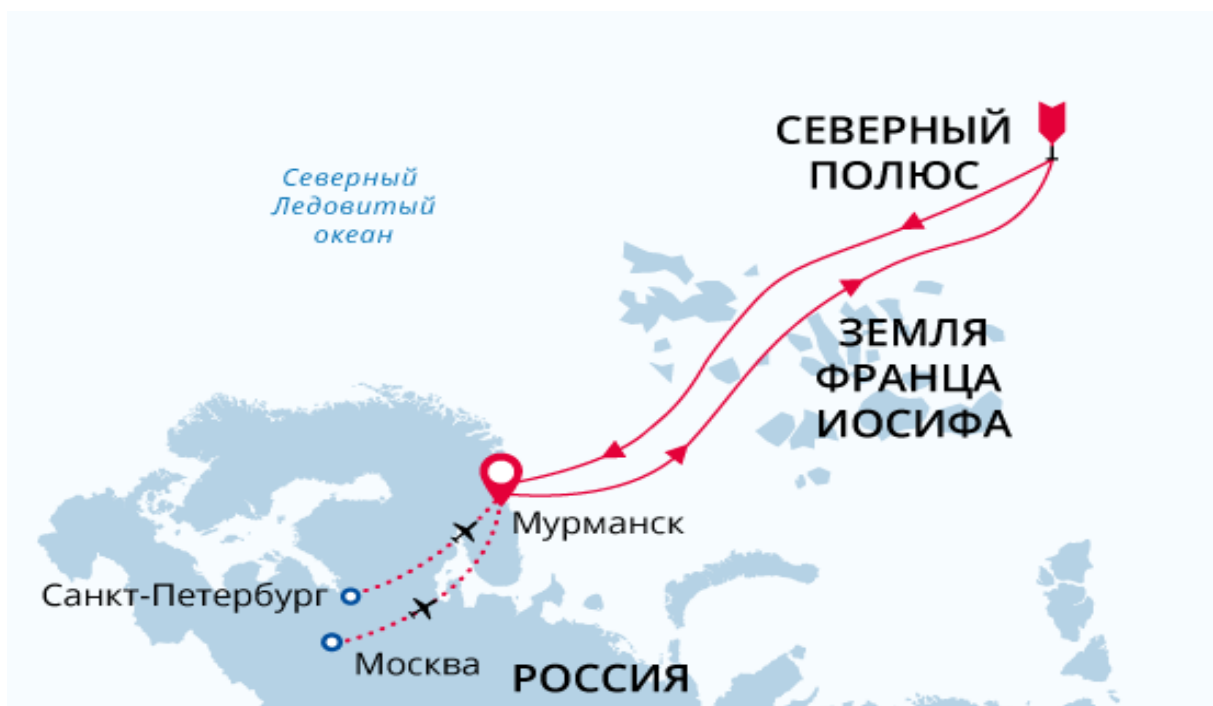 СЕВЕРНЫЙ
ПОЛЮС
Северный
Ледовитый
океан
ЗЕМЛЯ
ФРАНЦА
ИОСИФА
Мурманск
Санкт-Петербург
Москва
РОССИЯ